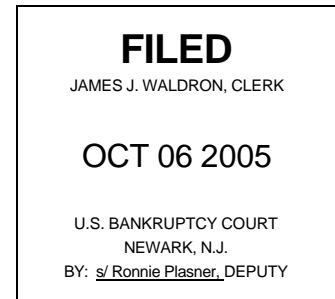 FILED
JAMES J. WALDRON, CLERK
OCT 06 2005
U.S. BANKRUPTCY COURT
NEWARK, N.J.
BY: s/ Ronnie Plasner, DEPUTY